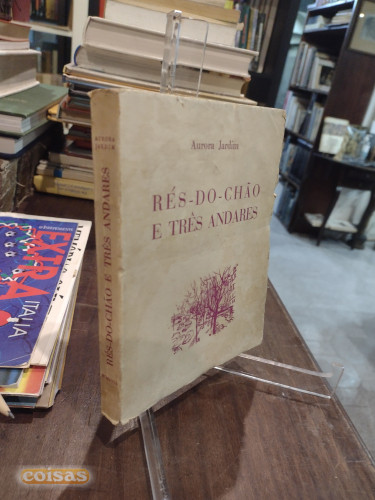 Aurora Jardim
RÉS-DO-CHÃO
E TRÊS ANDARES
AURORA
JARDIM
RÉS-DO-CHÃO E TRÊS ANDARES
EXTRA
ITALIA
coisas